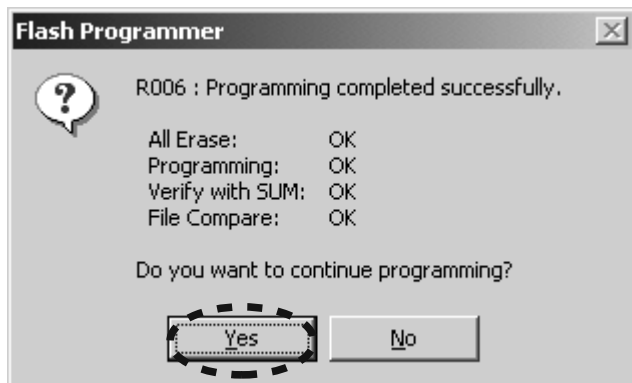 Flash Programmer
R006 : Programming completed successfully.
All Erase: OK
Programming: OK
Verify with SUM: OK
File Compare: OK
Do you want to continue programming?
Yes No